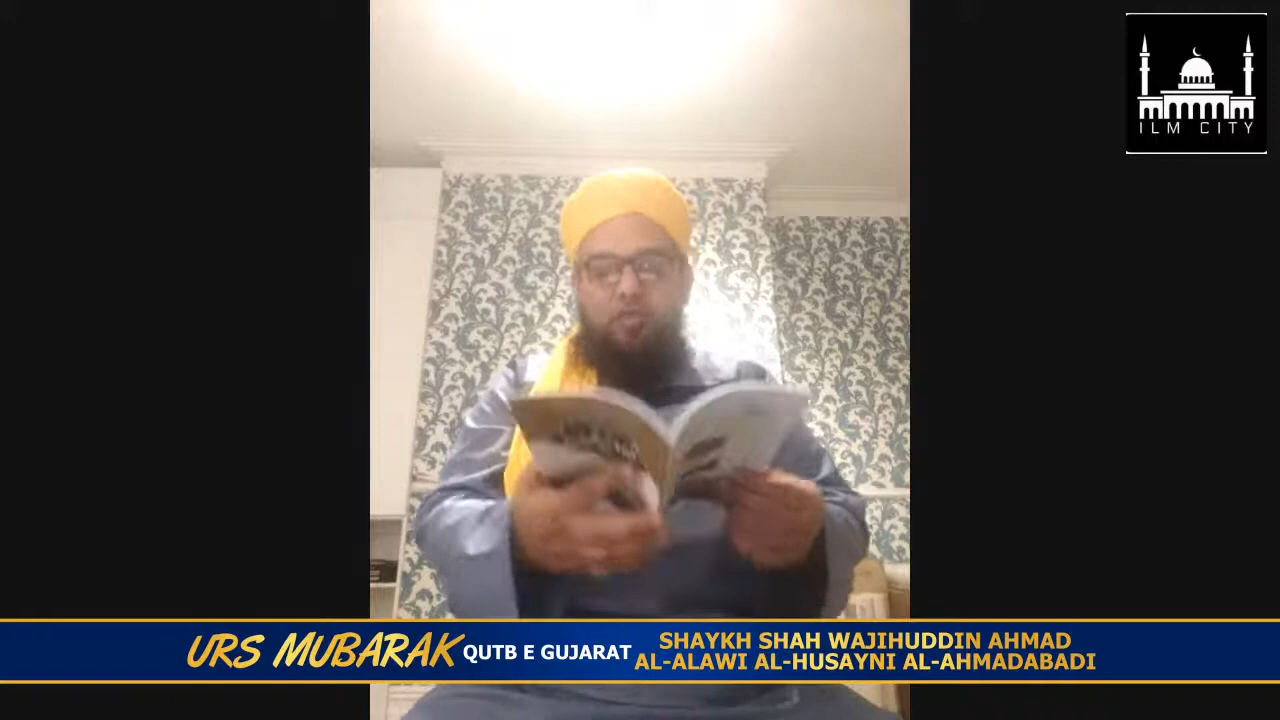 ILM CITY
URS MUBARAK
QUTB E GUJARAT
SHAYKH SHAH WAJIHUDDIN AHMAD
AL-ALAWI AL-HUSAYNI AL-AHMADABADI